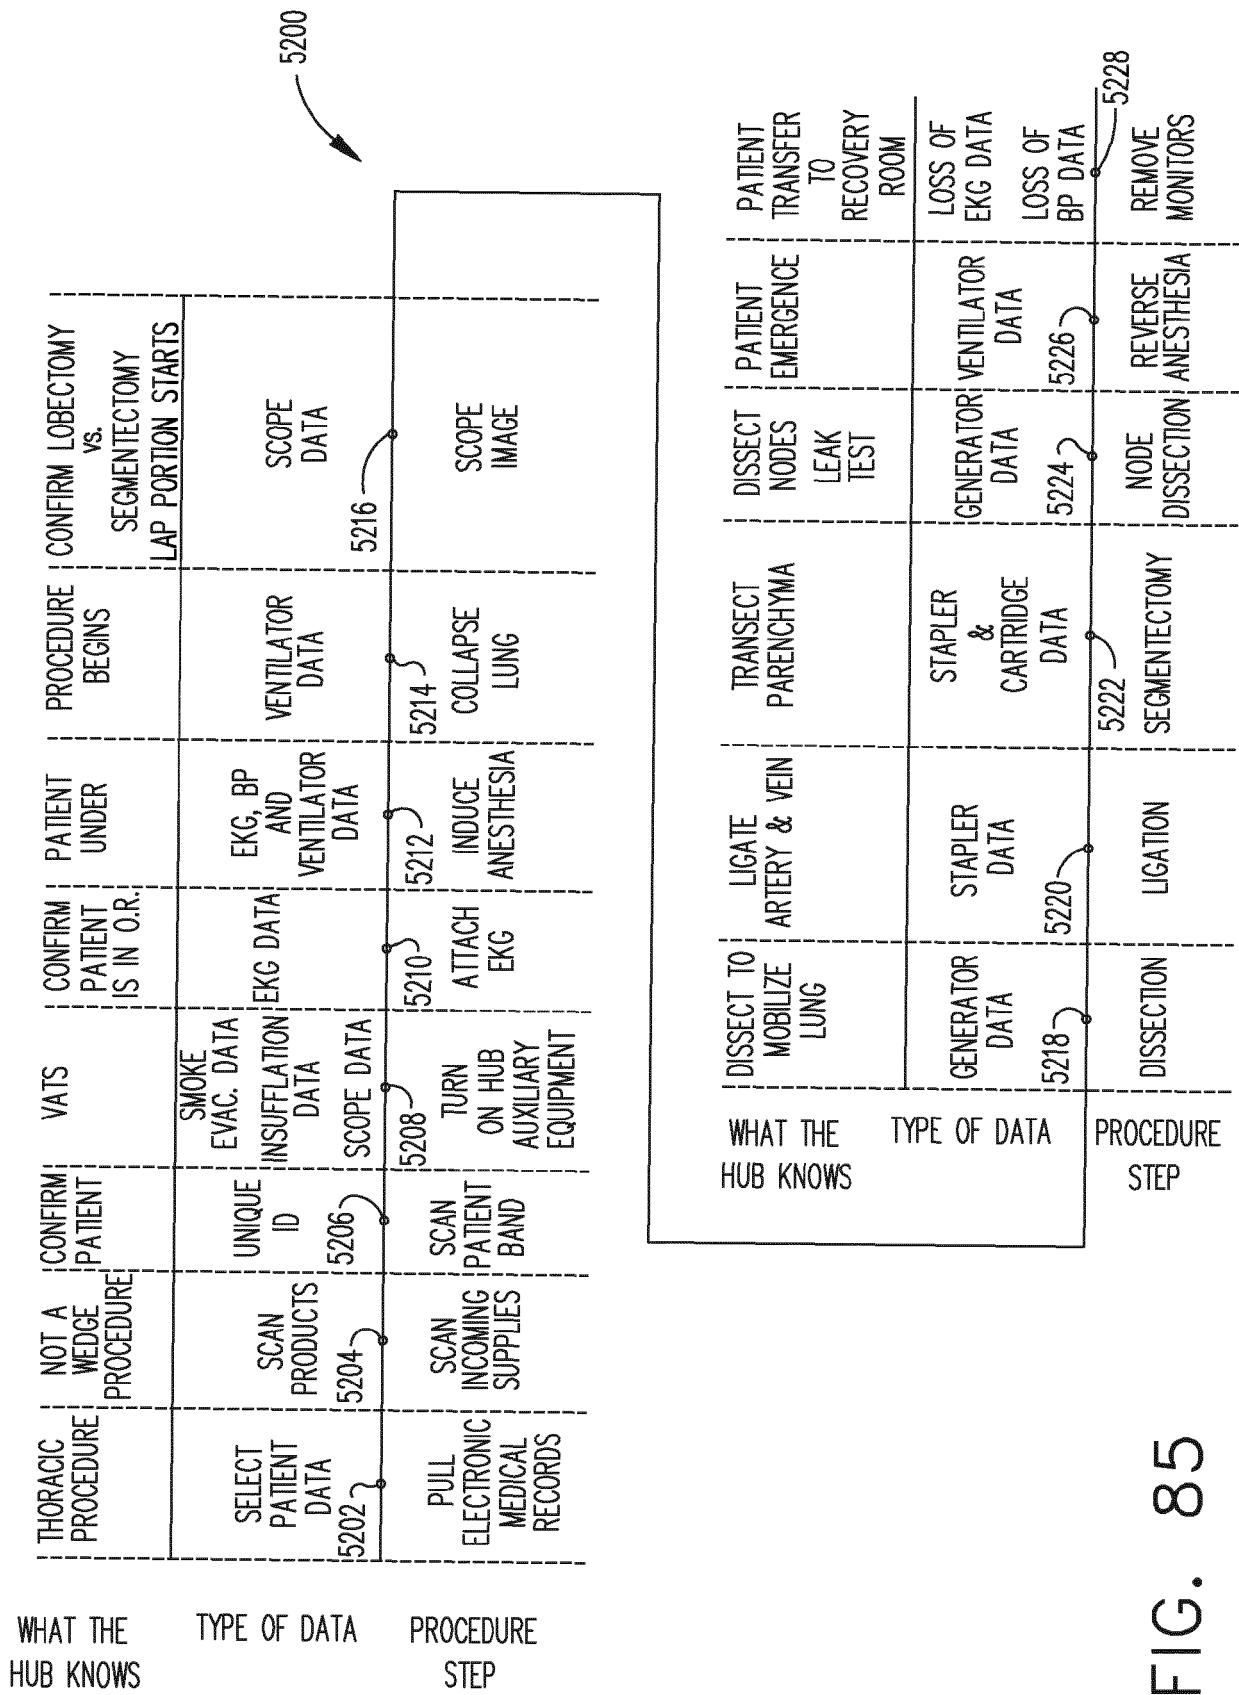 5200
WHAT THE
HUB KNOWS
THORACIC
PROCEDURE
NOT A
WEDGE
PROCEDURE
CONFIRM
PATIENT
VATS
CONFIRM
PATIENT
IS IN O.R.
PATIENT
UNDER
PROCEDURE
BEGINS
CONFIRM LOBECTOMY
vs.
SEGMENTECTOMY
LAP PORTION STARTS
TYPE OF DATA
SELECT
PATIENT
DATA
5202
SCAN
PRODUCTS
5204
UNIQUE
ID
5206
SMOKE
EVAC. DATA
INSUFFLATION
DATA
SCOPE DATA
5208
EKG DATA
5210
EKG, BP
AND
VENTILATOR
DATA
5212
VENTILATOR
DATA
5214
SCOPE
DATA
5216
PROCEDURE
STEP
PULL
ELECTRONIC
MEDICAL
RECORDS
SCAN
INCOMING
SUPPLIES
SCAN
PATIENT
BAND
TURN
ON HUB
AUXILIARY
EQUIPMENT
ATTACH
EKG
INDUCE
ANESTHESIA
COLLAPSE
LUNG
SCOPE
IMAGE
WHAT THE
HUB KNOWS
DISSECT TO
MOBILIZE
LUNG
LIGATE
ARTERY & VEIN
TRANSECT
PARENCHYMA
DISSECT
NODES
LEAK
TEST
PATIENT
EMERGENCE
PATIENT
TRANSFER
TO
RECOVERY
ROOM
TYPE OF DATA
GENERATOR
DATA
5218
STAPLER
DATA
5220
STAPLER
&
CARTRIDGE
DATA
5222
GENERATOR
DATA
5224
VENTILATOR
DATA
5226
LOSS OF
EKG DATA
LOSS OF
BP DATA
5228
PROCEDURE
STEP
DISSECTION
LIGATION
SEGMENTECTOMY
NODE
DISSECTION
REVERSE
ANESTHESIA
REMOVE
MONITORS
FIG. 85